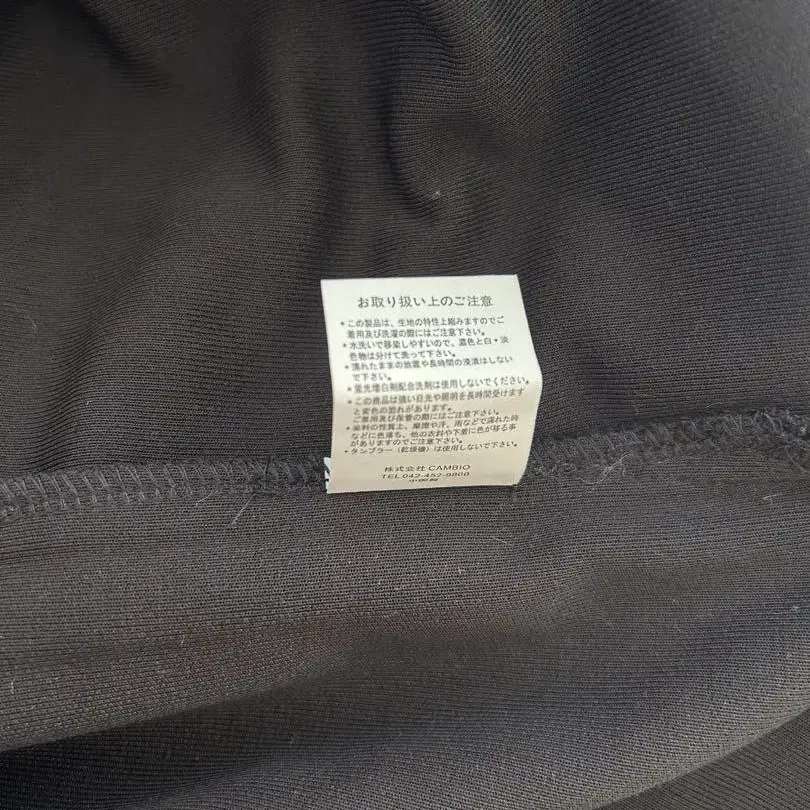 お取り扱い上のご注意
*この製品は、生地の特性上縮みますのでご
着用及び洗濯の際にはご注意下さい。
*水洗いで移染しやすいので、濃色と白・淡
色物は分けて洗って下さい。
*濡れたままの放置や長時間の浸漬はしない
で下さい。
*蛍光増白剤配合洗剤は使用しないでください。
*この商品は強い日光や照明を長時間受けます
と変色の恐れがあります。
ご着用及び保管の際にはご注意下さい。
*染料の性質上、摩擦や汗、雨などで濡れた時
などに色落ち、他の衣料や下着に色が移る事
がありますのでご注意下さい。
*タンブラー（乾燥機）は使用しないで下さい。
株式会社 CAMBIO
TEL 042-452-9800
中国製